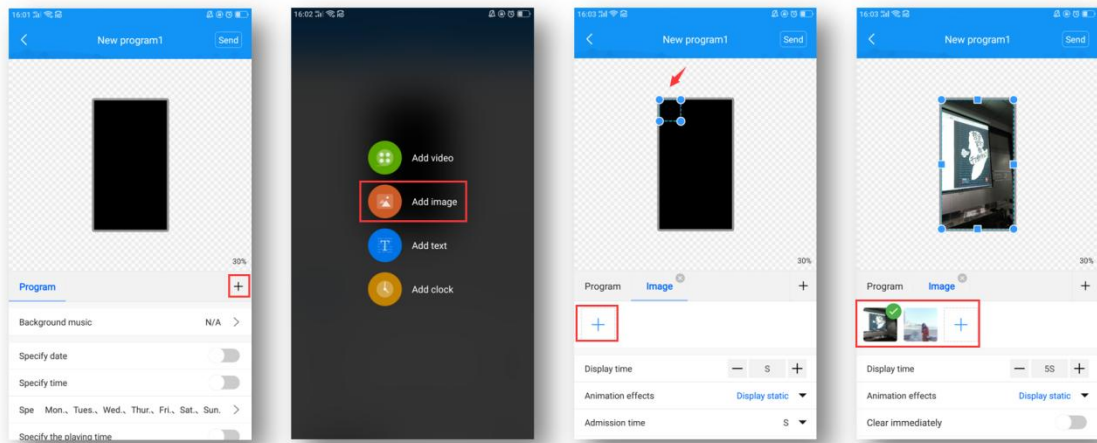 16:01
New program1
Send
30%
Program
+
Background music N/A
Specify date
Specify time
Spe Mon.、Tues.、Wed.、Thur.、Fri.、Sat.、Sun.
Specify the playing time
16:02
Add video
Add image
T Add text
Add clock
16:03
New program1
Send
30%
Program Image
+
+
Display time — S +
Animation effects Display static
Admission time S
16:03
New program1
Send
30%
Program Image
+
+
Display time — 5S +
Animation effects Display static
Clear immediately